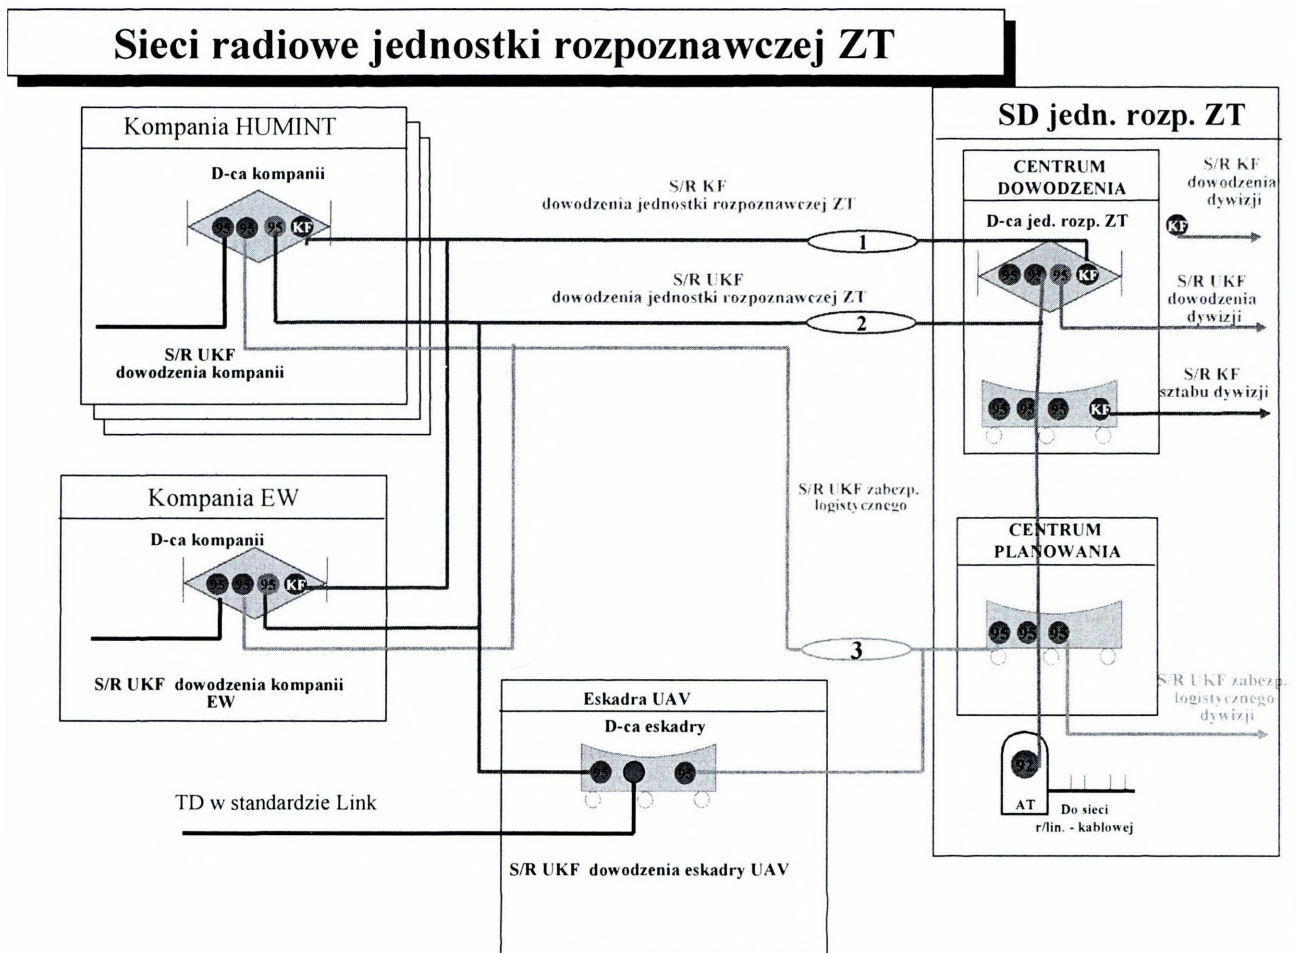 Sieci radiowe jednostki rozpoznawczej ZT
Kompania HUMINT
D-ca kompanii
95 95 95 KF
S/R UKF
dowodzenia kompanii
S/R KF
dowodzenia jednostki rozpoznawczej ZT
1
S/R UKF
dowodzenia jednostki rozpoznawczej ZT
2
SD jedn. rozp. ZT
CENTRUM
DOWODZENIA
D-ca jed. rozp. ZT
95 95 95 KF
95 95 95 KF
S/R KF
dowodzenia
dywizji
KF
S/R UKF
dowodzenia
dywizji
S/R KF
sztabu dywizji
Kompania EW
D-ca kompanii
95 95 95 KF
S/R UKF dowodzenia kompanii
EW
S/R UKF zabezp.
logistycznego
3
CENTRUM
PLANOWANIA
95 95 95
S/R UKF zabezp.
logistycznego
dywizji
92
AT
Do sieci
r/lin. - kablowej
Eskadra UAV
D-ca eskadry
95 95
TD w standardzie Link
S/R UKF dowodzenia eskadry UAV